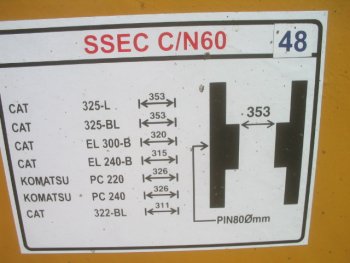 SSEC C/N60 48
CAT 325-L 353
CAT 325-BL 353
CAT EL 300-B 320
CAT EL 240-B 315
KOMATSU PC 220 326
KOMATSU PC 240 326
CAT 322-BL 311
353
PIN80Ømm